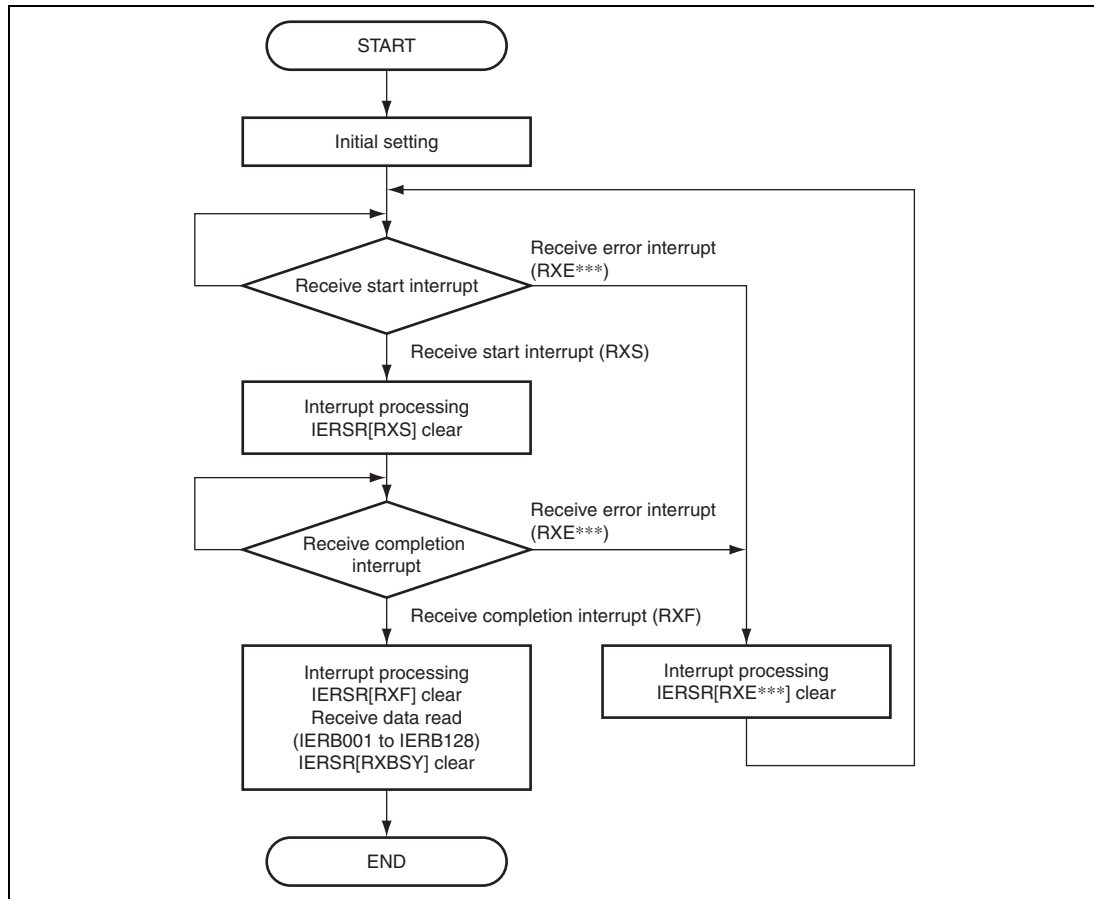 START
Initial setting
Receive error interrupt
(RXE***)
Receive start interrupt
Receive start interrupt (RXS)
Interrupt processing
IERSR[RXS] clear
Receive error interrupt
(RXE***)
Receive completion
interrupt
Receive completion interrupt (RXF)
Interrupt processing
IERSR[RXF] clear
Receive data read
(IERB001 to IERB128)
IERSR[RXBSY] clear
Interrupt processing
IERSR[RXE***] clear
END